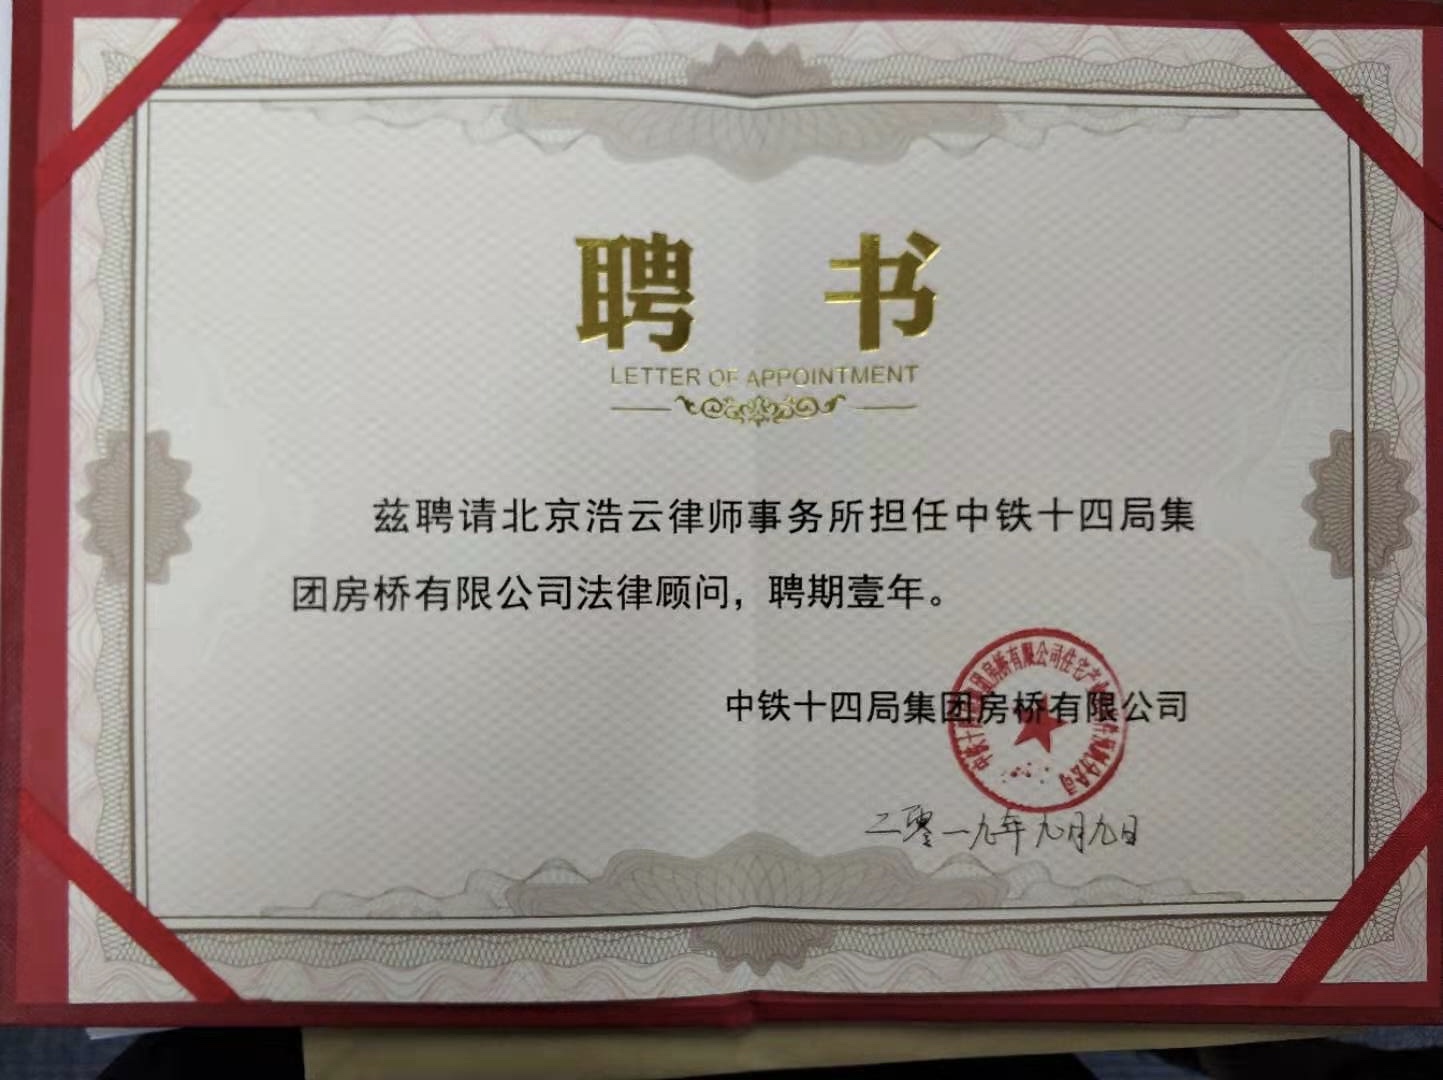 聘 书
LETTER OF APPOINTMENT
兹聘请北京浩云律师事务所担任中铁十四局集
团房桥有限公司法律顾问，聘期壹年。
中铁十四局集团房桥有限公司
二零一九年九月九日